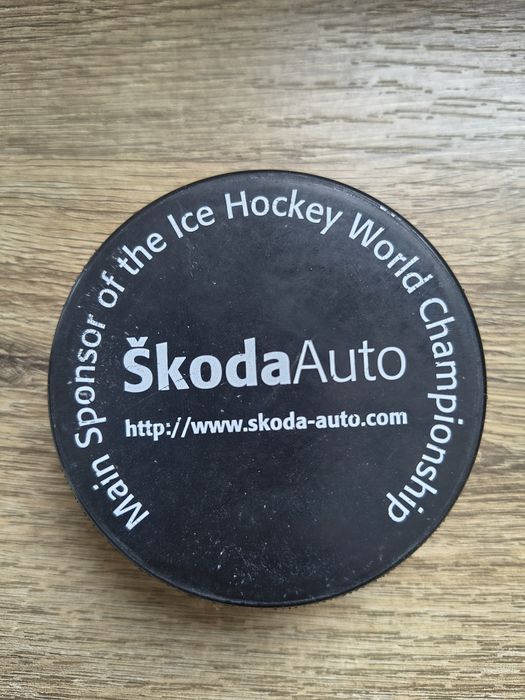 Main Sponsor of the Ice Hockey World Championship
ŠkodaAuto
http://www.skoda-auto.com